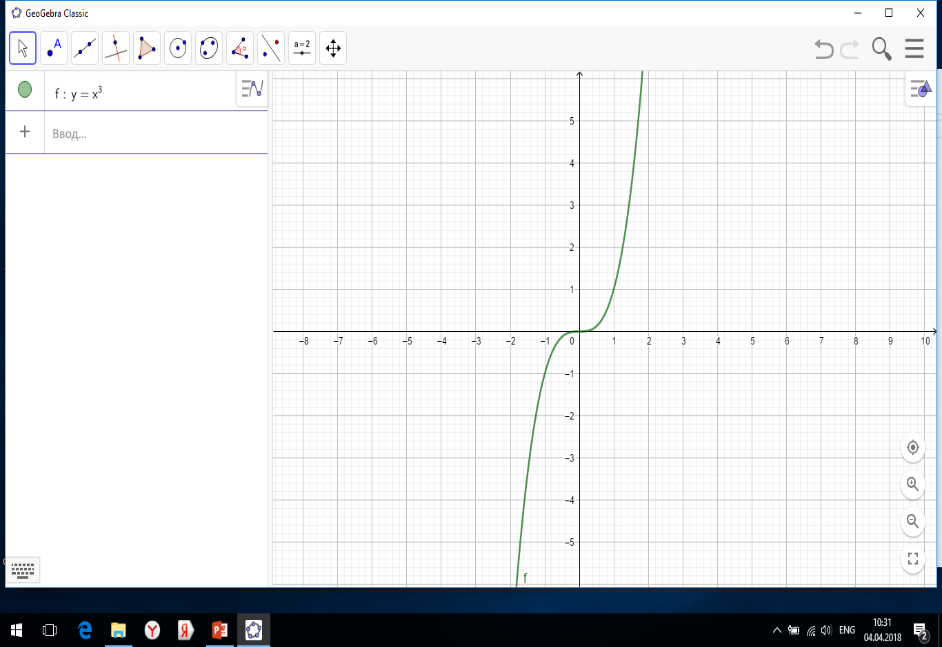 GeoGebra Classic
A
a=2
f : y = x³
+ Ввод...
5
4
3
2
1
−8 −7 −6 −5 −4 −3 −2 −1 0 1 2 3 4 5 6 7 8 9 10
−1
−2
−3
−4
−5
f
ENG
10:31
04.04.2018
2